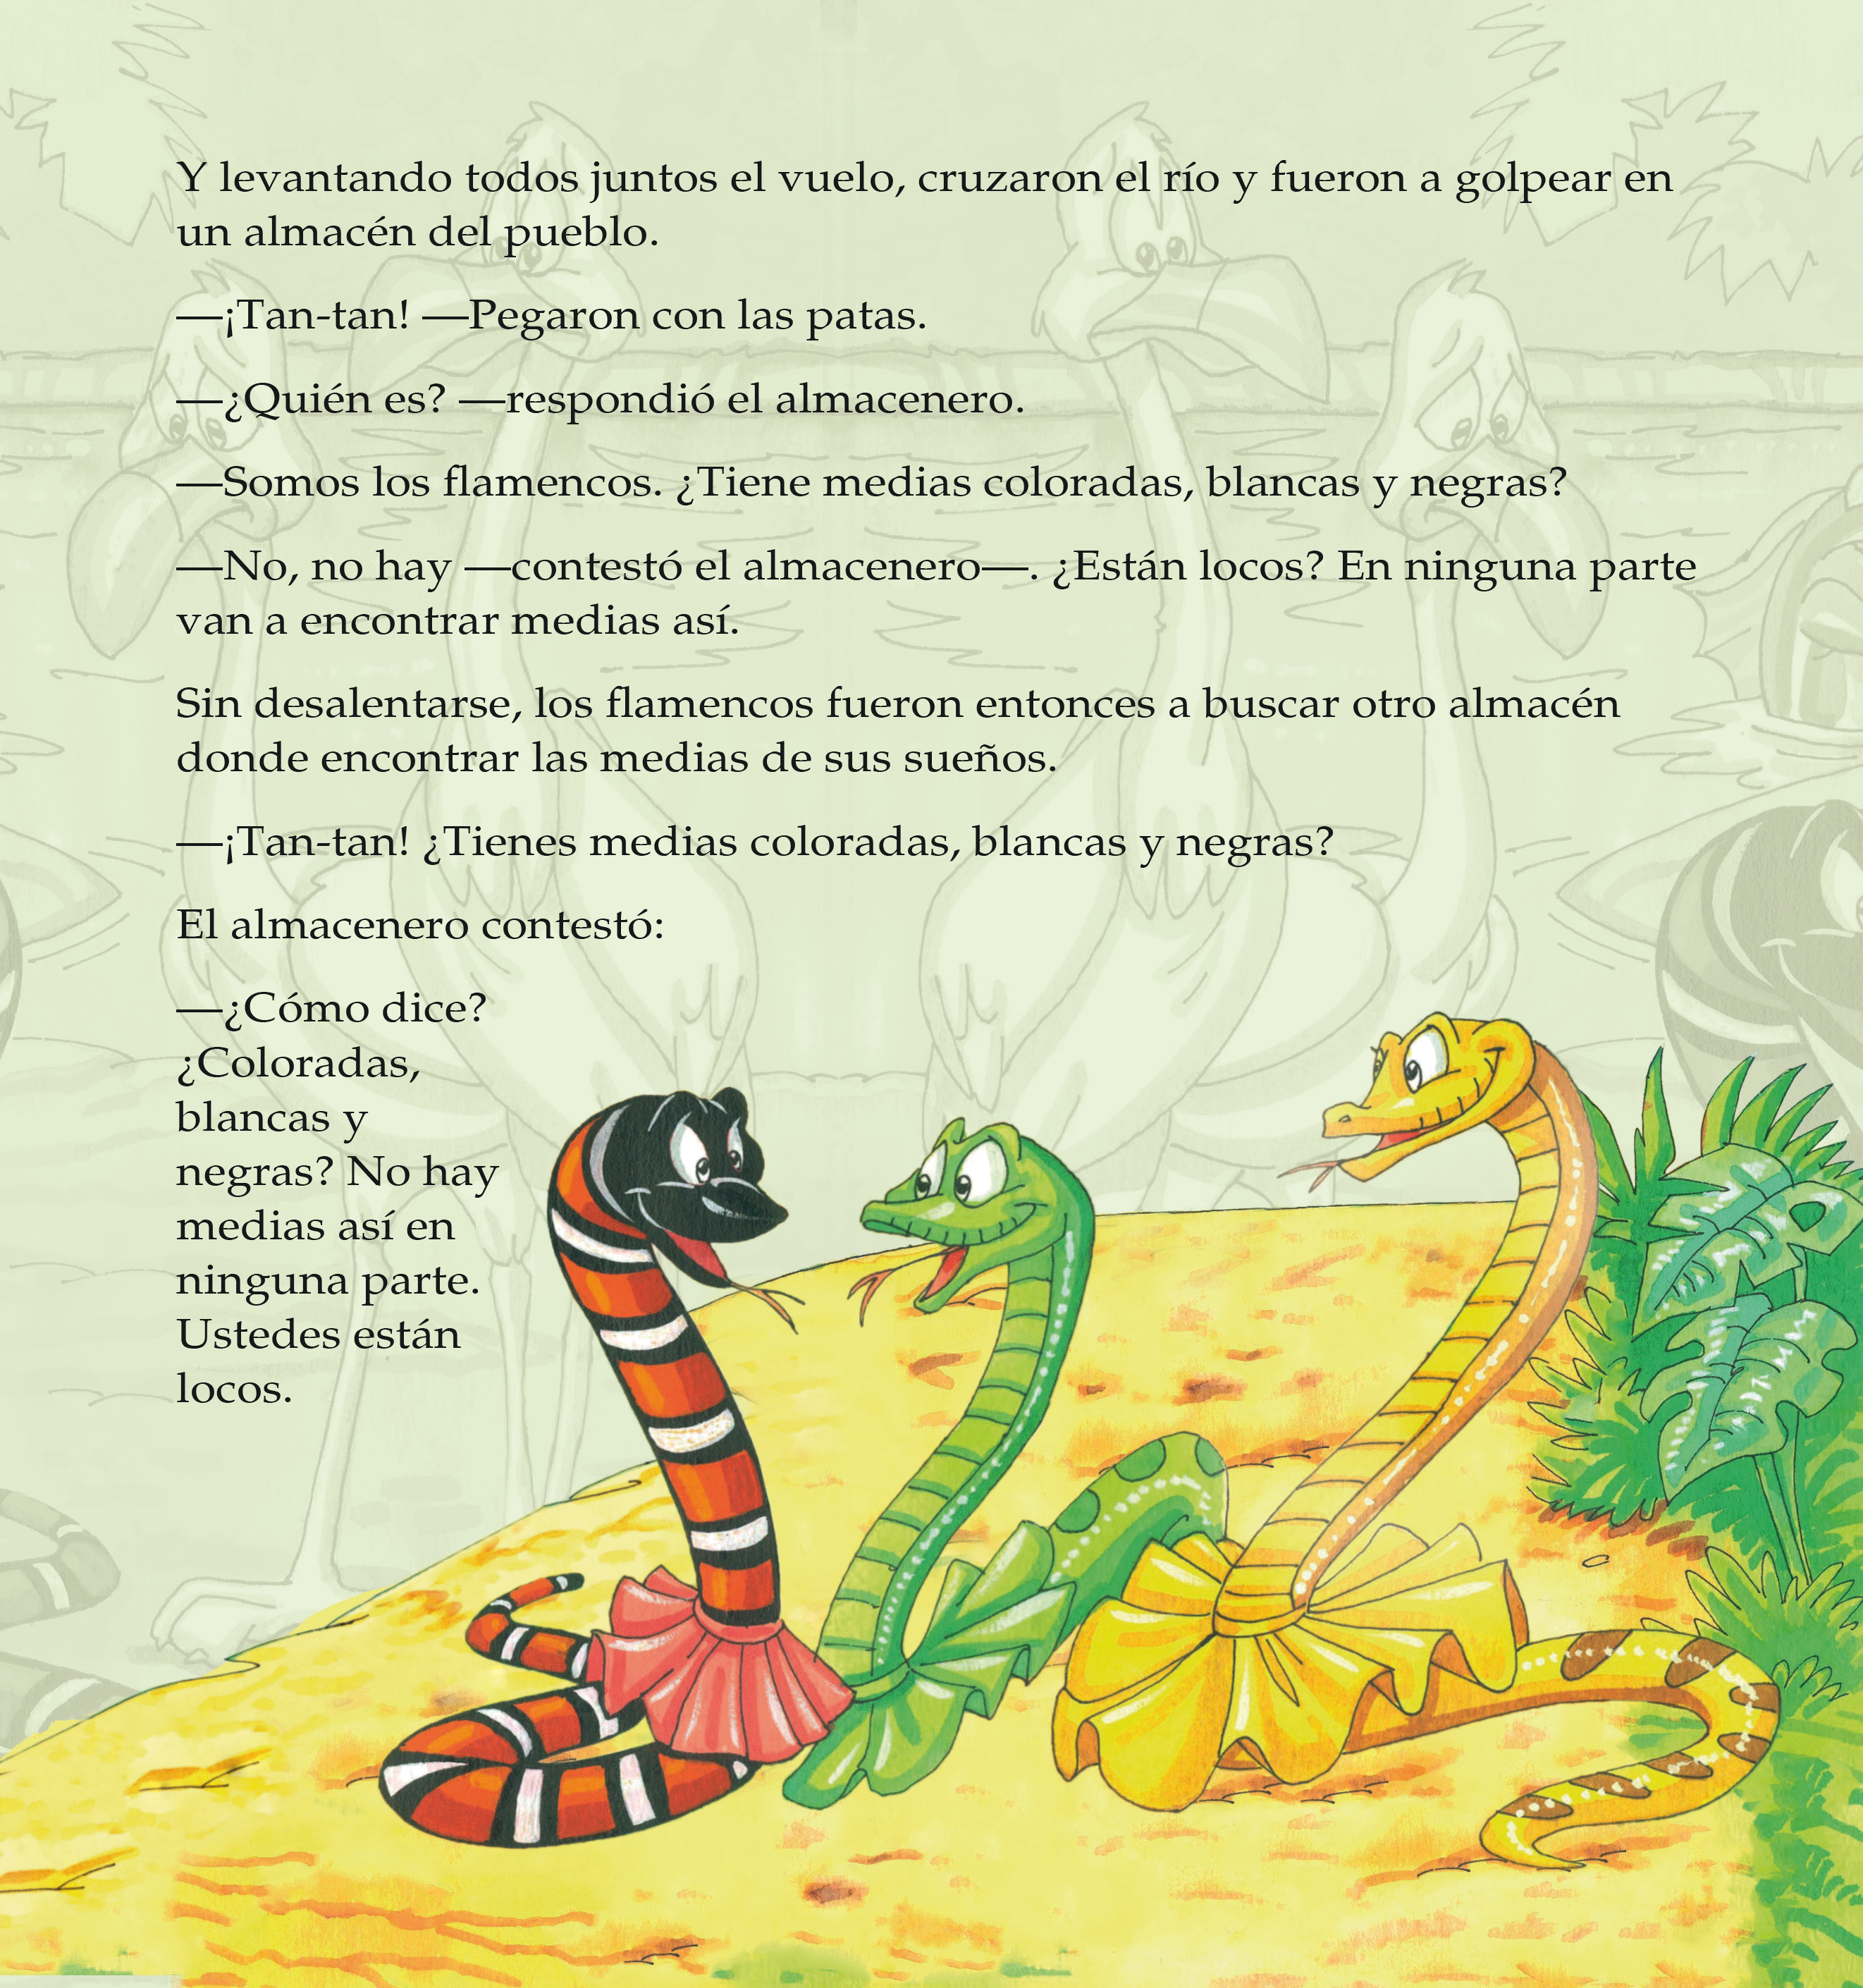 Y levantando todos juntos el vuelo, cruzaron el río y fueron a golpear en
un almacén del pueblo.
—¡Tan-tan! —Pegaron con las patas.
—¿Quién es? —respondió el almacenero.
—Somos los flamencos. ¿Tiene medias coloradas, blancas y negras?
—No, no hay —contestó el almacenero—. ¿Están locos? En ninguna parte
van a encontrar medias así.
Sin desalentarse, los flamencos fueron entonces a buscar otro almacén
donde encontrar las medias de sus sueños.
—¡Tan-tan! ¿Tienes medias coloradas, blancas y negras?
El almacenero contestó:
—¿Cómo dice?
¿Coloradas,
blancas y
negras? No hay
medias así en
ninguna parte.
Ustedes están
locos.